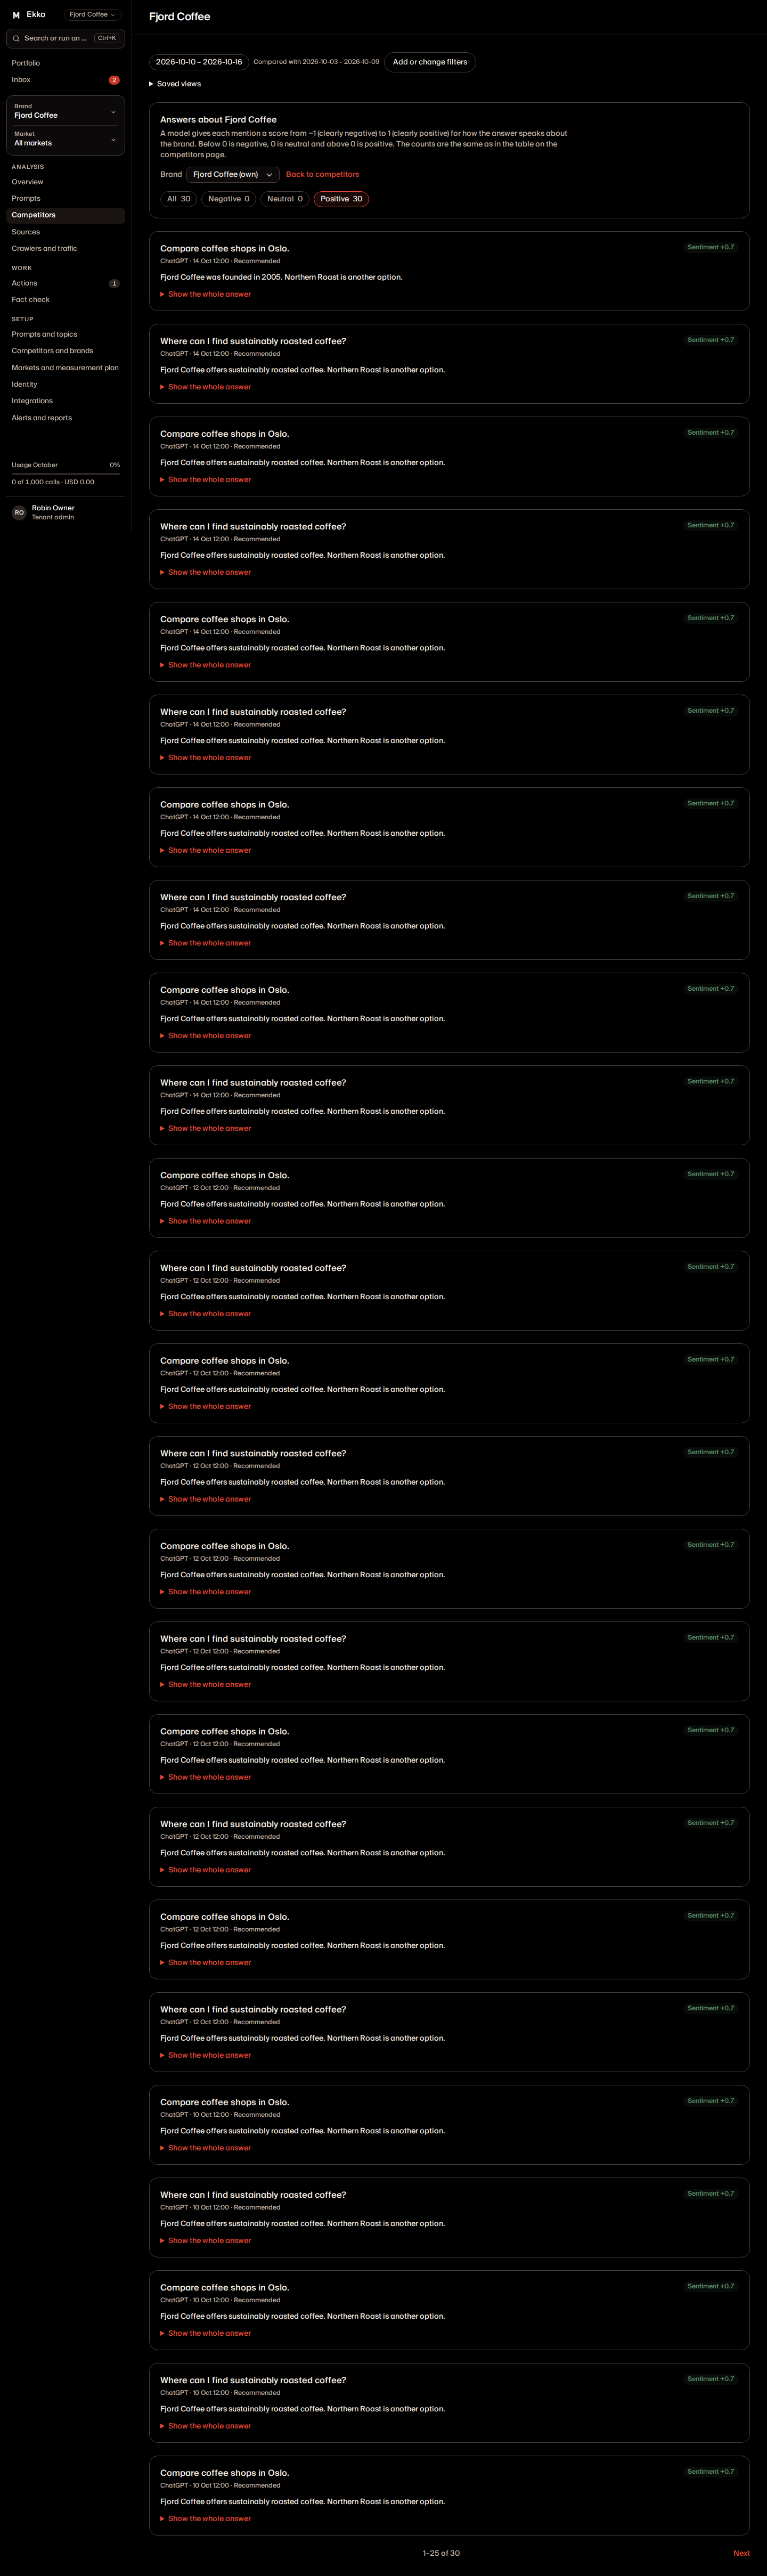 Ekko
Fjord Coffee
Search or run an ...
Ctrl+K
Portfolio
Inbox
2
Brand
Fjord Coffee
Market
All markets
ANALYSIS
Overview
Prompts
Competitors
Sources
Crawlers and traffic
WORK
Actions
1
Fact check
SETUP
Prompts and topics
Competitors and brands
Markets and measurement plan
Identity
Integrations
Alerts and reports
Usage October
0%
0 of 1,000 calls · USD 0.00
RO
Robin Owner
Tenant admin
Fjord Coffee
2026-10-10 – 2026-10-16
Compared with 2026-10-03 – 2026-10-09
Add or change filters
Saved views
Answers about Fjord Coffee
A model gives each mention a score from −1 (clearly negative) to 1 (clearly positive) for how the answer speaks about
the brand. Below 0 is negative, 0 is neutral and above 0 is positive. The counts are the same as in the table on the
competitors page.
Brand
Fjord Coffee (own)
Back to competitors
All 30
Negative 0
Neutral 0
Positive 30
Compare coffee shops in Oslo.
Sentiment +0.7
ChatGPT · 14 Oct 12:00 · Recommended
Fjord Coffee was founded in 2005. Northern Roast is another option.
Show the whole answer
Where can I find sustainably roasted coffee?
Sentiment +0.7
ChatGPT · 14 Oct 12:00 · Recommended
Fjord Coffee offers sustainably roasted coffee. Northern Roast is another option.
Show the whole answer
Compare coffee shops in Oslo.
Sentiment +0.7
ChatGPT · 14 Oct 12:00 · Recommended
Fjord Coffee offers sustainably roasted coffee. Northern Roast is another option.
Show the whole answer
Where can I find sustainably roasted coffee?
Sentiment +0.7
ChatGPT · 14 Oct 12:00 · Recommended
Fjord Coffee offers sustainably roasted coffee. Northern Roast is another option.
Show the whole answer
Compare coffee shops in Oslo.
Sentiment +0.7
ChatGPT · 14 Oct 12:00 · Recommended
Fjord Coffee offers sustainably roasted coffee. Northern Roast is another option.
Show the whole answer
Where can I find sustainably roasted coffee?
Sentiment +0.7
ChatGPT · 14 Oct 12:00 · Recommended
Fjord Coffee offers sustainably roasted coffee. Northern Roast is another option.
Show the whole answer
Compare coffee shops in Oslo.
Sentiment +0.7
ChatGPT · 14 Oct 12:00 · Recommended
Fjord Coffee offers sustainably roasted coffee. Northern Roast is another option.
Show the whole answer
Where can I find sustainably roasted coffee?
Sentiment +0.7
ChatGPT · 14 Oct 12:00 · Recommended
Fjord Coffee offers sustainably roasted coffee. Northern Roast is another option.
Show the whole answer
Compare coffee shops in Oslo.
Sentiment +0.7
ChatGPT · 14 Oct 12:00 · Recommended
Fjord Coffee offers sustainably roasted coffee. Northern Roast is another option.
Show the whole answer
Where can I find sustainably roasted coffee?
Sentiment +0.7
ChatGPT · 14 Oct 12:00 · Recommended
Fjord Coffee offers sustainably roasted coffee. Northern Roast is another option.
Show the whole answer
Compare coffee shops in Oslo.
Sentiment +0.7
ChatGPT · 12 Oct 12:00 · Recommended
Fjord Coffee offers sustainably roasted coffee. Northern Roast is another option.
Show the whole answer
Where can I find sustainably roasted coffee?
Sentiment +0.7
ChatGPT · 12 Oct 12:00 · Recommended
Fjord Coffee offers sustainably roasted coffee. Northern Roast is another option.
Show the whole answer
Compare coffee shops in Oslo.
Sentiment +0.7
ChatGPT · 12 Oct 12:00 · Recommended
Fjord Coffee offers sustainably roasted coffee. Northern Roast is another option.
Show the whole answer
Where can I find sustainably roasted coffee?
Sentiment +0.7
ChatGPT · 12 Oct 12:00 · Recommended
Fjord Coffee offers sustainably roasted coffee. Northern Roast is another option.
Show the whole answer
Compare coffee shops in Oslo.
Sentiment +0.7
ChatGPT · 12 Oct 12:00 · Recommended
Fjord Coffee offers sustainably roasted coffee. Northern Roast is another option.
Show the whole answer
Where can I find sustainably roasted coffee?
Sentiment +0.7
ChatGPT · 12 Oct 12:00 · Recommended
Fjord Coffee offers sustainably roasted coffee. Northern Roast is another option.
Show the whole answer
Compare coffee shops in Oslo.
Sentiment +0.7
ChatGPT · 12 Oct 12:00 · Recommended
Fjord Coffee offers sustainably roasted coffee. Northern Roast is another option.
Show the whole answer
Where can I find sustainably roasted coffee?
Sentiment +0.7
ChatGPT · 12 Oct 12:00 · Recommended
Fjord Coffee offers sustainably roasted coffee. Northern Roast is another option.
Show the whole answer
Compare coffee shops in Oslo.
Sentiment +0.7
ChatGPT · 12 Oct 12:00 · Recommended
Fjord Coffee offers sustainably roasted coffee. Northern Roast is another option.
Show the whole answer
Where can I find sustainably roasted coffee?
Sentiment +0.7
ChatGPT · 12 Oct 12:00 · Recommended
Fjord Coffee offers sustainably roasted coffee. Northern Roast is another option.
Show the whole answer
Compare coffee shops in Oslo.
Sentiment +0.7
ChatGPT · 10 Oct 12:00 · Recommended
Fjord Coffee offers sustainably roasted coffee. Northern Roast is another option.
Show the whole answer
Where can I find sustainably roasted coffee?
Sentiment +0.7
ChatGPT · 10 Oct 12:00 · Recommended
Fjord Coffee offers sustainably roasted coffee. Northern Roast is another option.
Show the whole answer
Compare coffee shops in Oslo.
Sentiment +0.7
ChatGPT · 10 Oct 12:00 · Recommended
Fjord Coffee offers sustainably roasted coffee. Northern Roast is another option.
Show the whole answer
Where can I find sustainably roasted coffee?
Sentiment +0.7
ChatGPT · 10 Oct 12:00 · Recommended
Fjord Coffee offers sustainably roasted coffee. Northern Roast is another option.
Show the whole answer
Compare coffee shops in Oslo.
Sentiment +0.7
ChatGPT · 10 Oct 12:00 · Recommended
Fjord Coffee offers sustainably roasted coffee. Northern Roast is another option.
Show the whole answer
1–25 of 30
Next